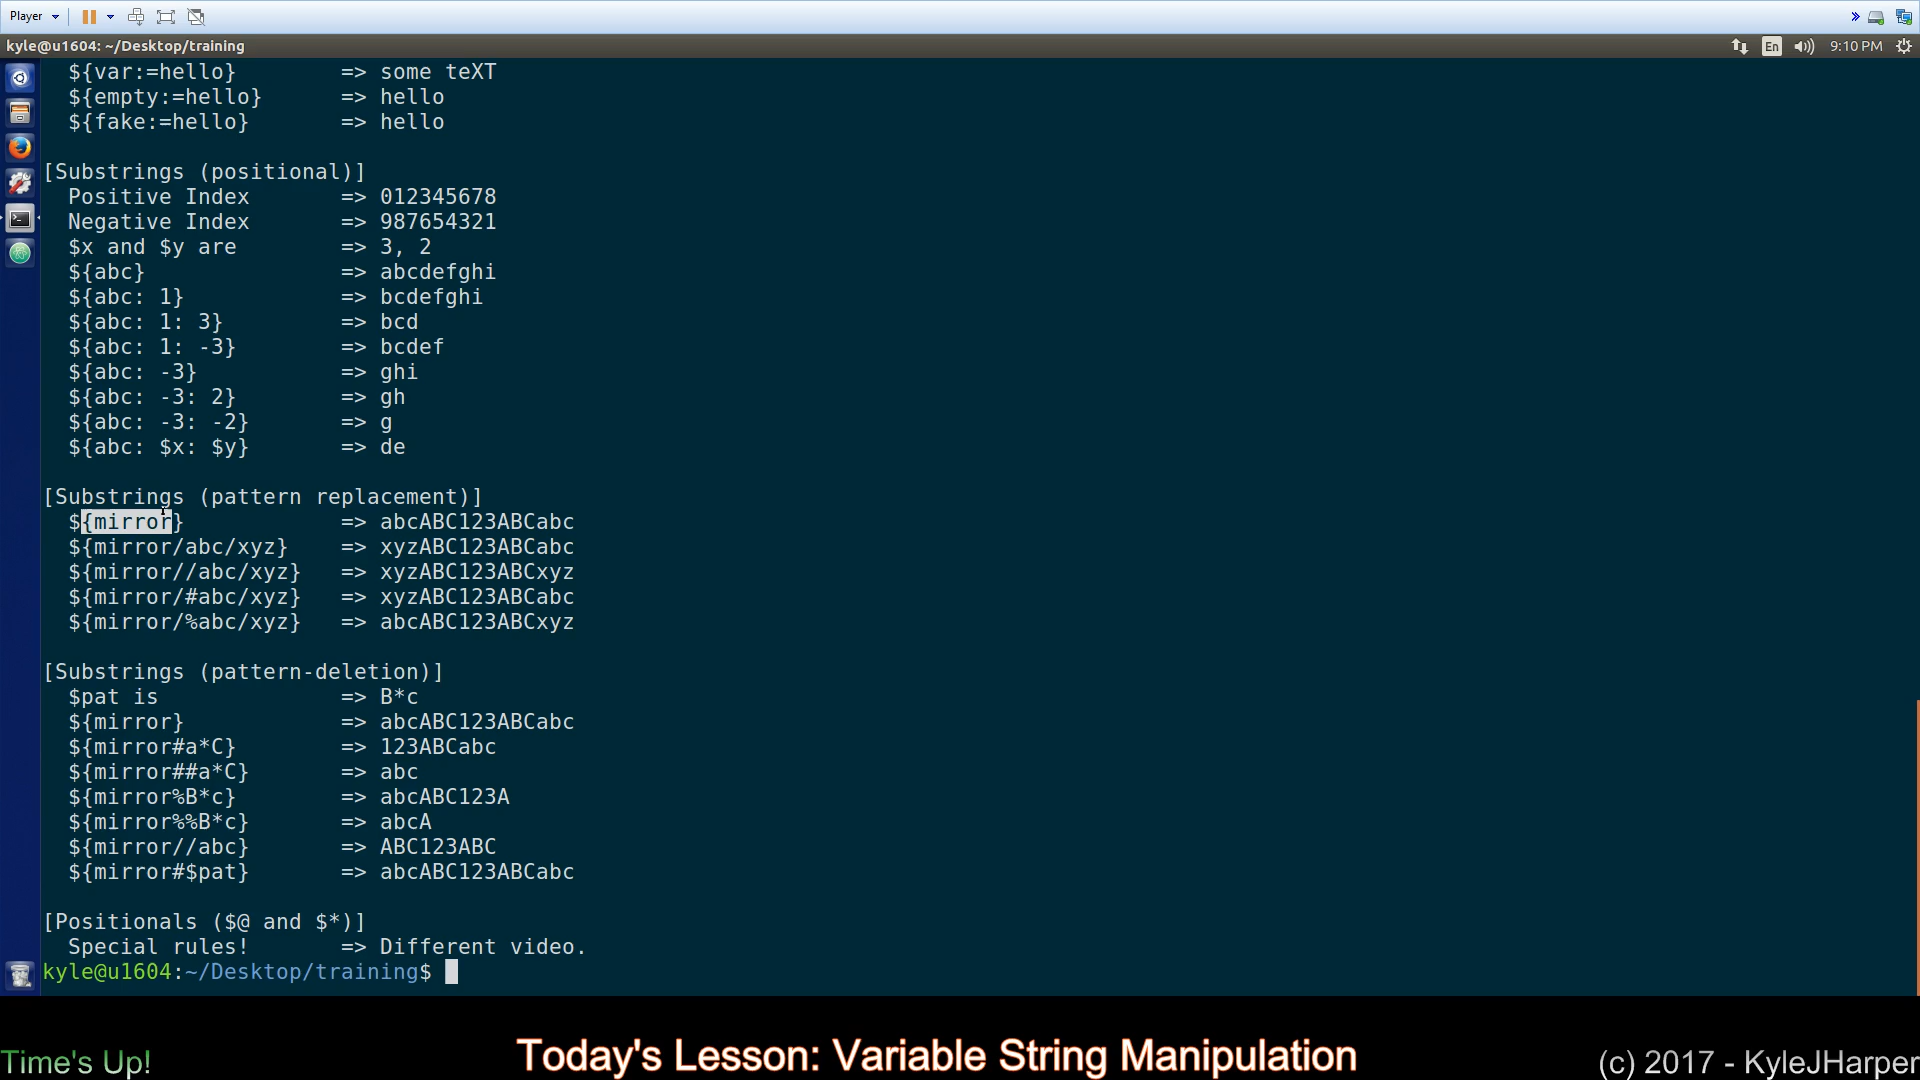 Player
kyle@u1604: ~/Desktop/training
En
9:10 PM
${var:=hello} => some teXT
${empty:=hello} => hello
${fake:=hello} => hello
[Substrings (positional)]
Positive Index => 012345678
Negative Index => 987654321
$x and $y are => 3, 2
${abc} => abcdefghi
${abc: 1} => bcdefghi
${abc: 1: 3} => bcd
${abc: 1: -3} => bcdef
${abc: -3} => ghi
${abc: -3: 2} => gh
${abc: -3: -2} => g
${abc: $x: $y} => de
[Substrings (pattern replacement)]
${mirror} => abcABC123ABCabc
${mirror/abc/xyz} => xyzABC123ABCabc
${mirror//abc/xyz} => xyzABC123ABCxyz
${mirror/#abc/xyz} => xyzABC123ABCabc
${mirror/%abc/xyz} => abcABC123ABCxyz
[Substrings (pattern-deletion)]
$pat is => B*c
${mirror} => abcABC123ABCabc
${mirror#a*C} => 123ABCabc
${mirror##a*C} => abc
${mirror%B*c} => abcABC123A
${mirror%%B*c} => abcA
${mirror//abc} => ABC123ABC
${mirror#$pat} => abcABC123ABCabc
[Positionals ($@ and $*)]
Special rules! => Different video.
kyle@u1604:~/Desktop/training$
Time's Up!
Today's Lesson: Variable String Manipulation
(c) 2017 - KyleJHarper